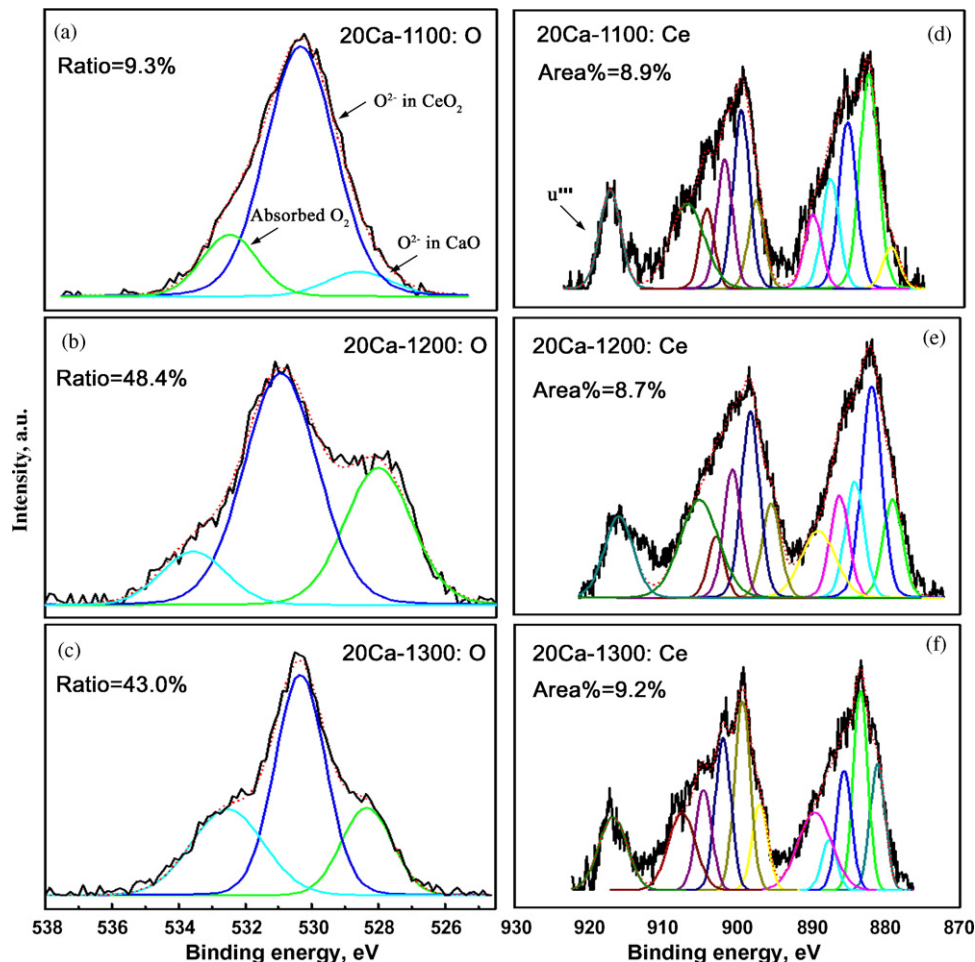 (a)
20Ca-1100: O
Ratio=9.3%
O²⁻ in CeO₂
Absorbed O₂
O²⁻ in CaO
20Ca-1100: Ce
(d)
Area%=8.9%
u'''
(b)
20Ca-1200: O
Ratio=48.4%
20Ca-1200: Ce
(e)
Area%=8.7%
Intensity, a.u.
(c)
20Ca-1300: O
Ratio=43.0%
20Ca-1300: Ce
(f)
Area%=9.2%
538 536 534 532 530 528 526
Binding energy, eV
930 920 910 900 890 880 870
Binding energy, eV